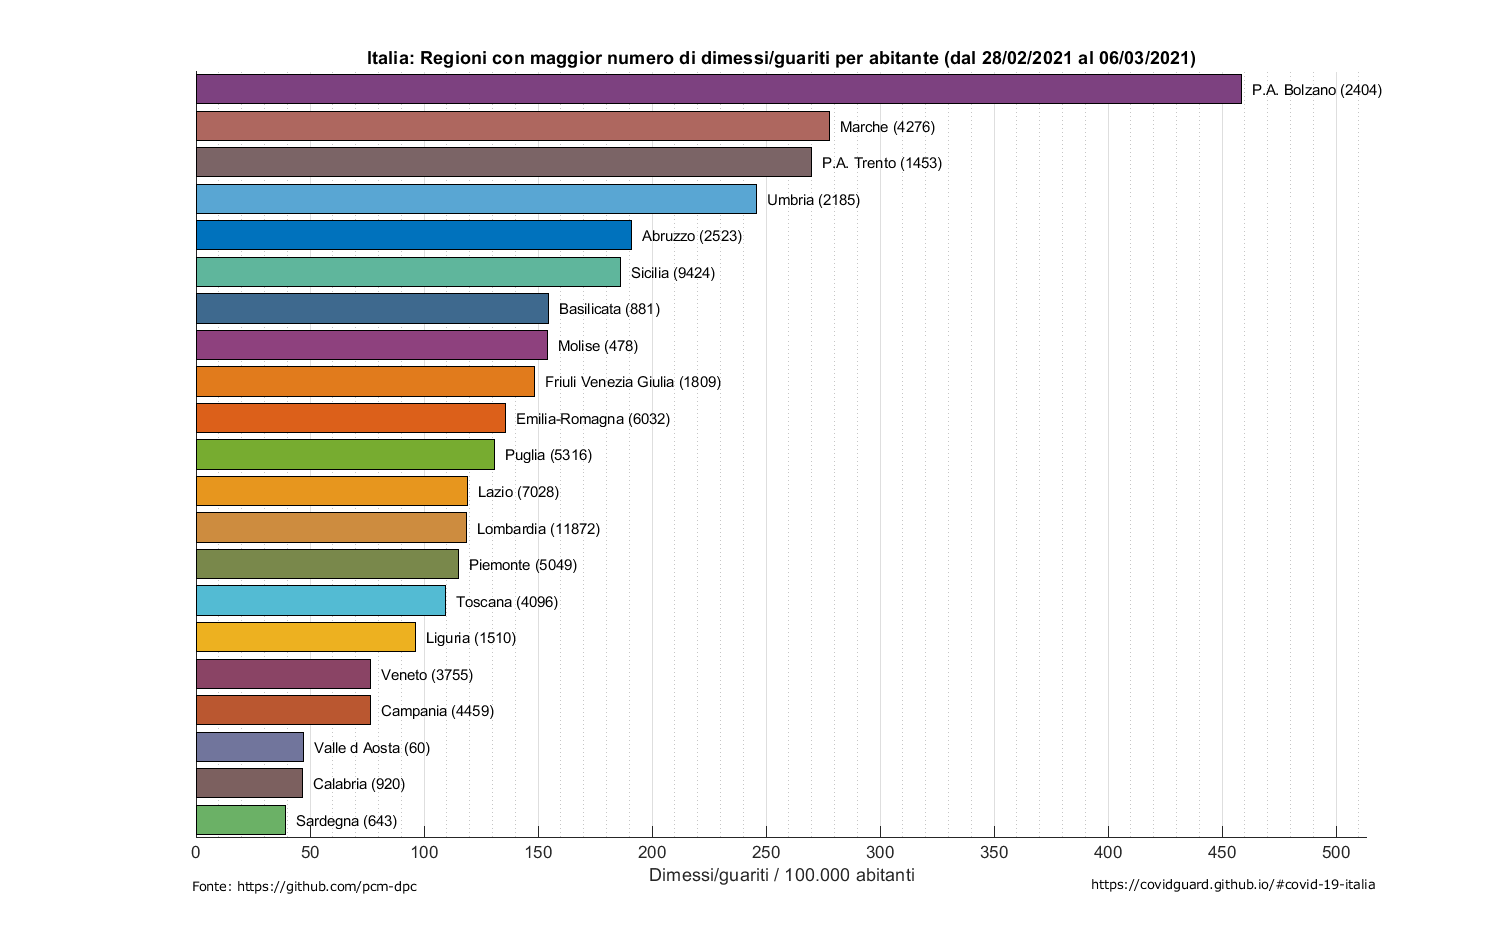 Italia: Regioni con maggior numero di dimessi/guariti per abitante (dal 28/02/2021 al 06/03/2021)
P.A. Bolzano (2404)
Marche (4276)
P.A. Trento (1453)
Umbria (2185)
Abruzzo (2523)
Sicilia (9424)
Basilicata (881)
Molise (478)
Friuli Venezia Giulia (1809)
Emilia-Romagna (6032)
Puglia (5316)
Lazio (7028)
Lombardia (11872)
Piemonte (5049)
Toscana (4096)
Liguria (1510)
Veneto (3755)
Campania (4459)
Valle d Aosta (60)
Calabria (920)
Sardegna (643)
0 50 100 150 200 250 300 350 400 450 500
Dimessi/guariti / 100.000 abitanti
Fonte: https://github.com/pcm-dpc
https://covidguard.github.io/#covid-19-italia